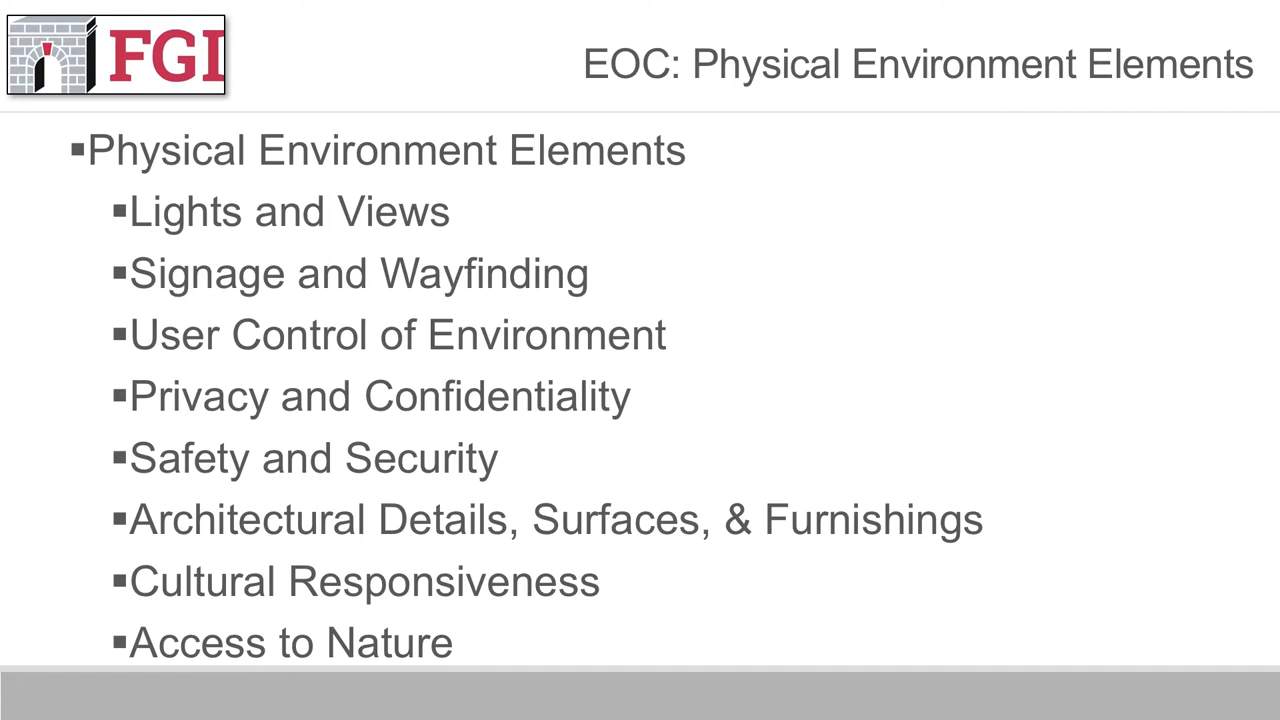 FGI
EOC: Physical Environment Elements
▪Physical Environment Elements
▪Lights and Views
▪Signage and Wayfinding
▪User Control of Environment
▪Privacy and Confidentiality
▪Safety and Security
▪Architectural Details, Surfaces, & Furnishings
▪Cultural Responsiveness
▪Access to Nature